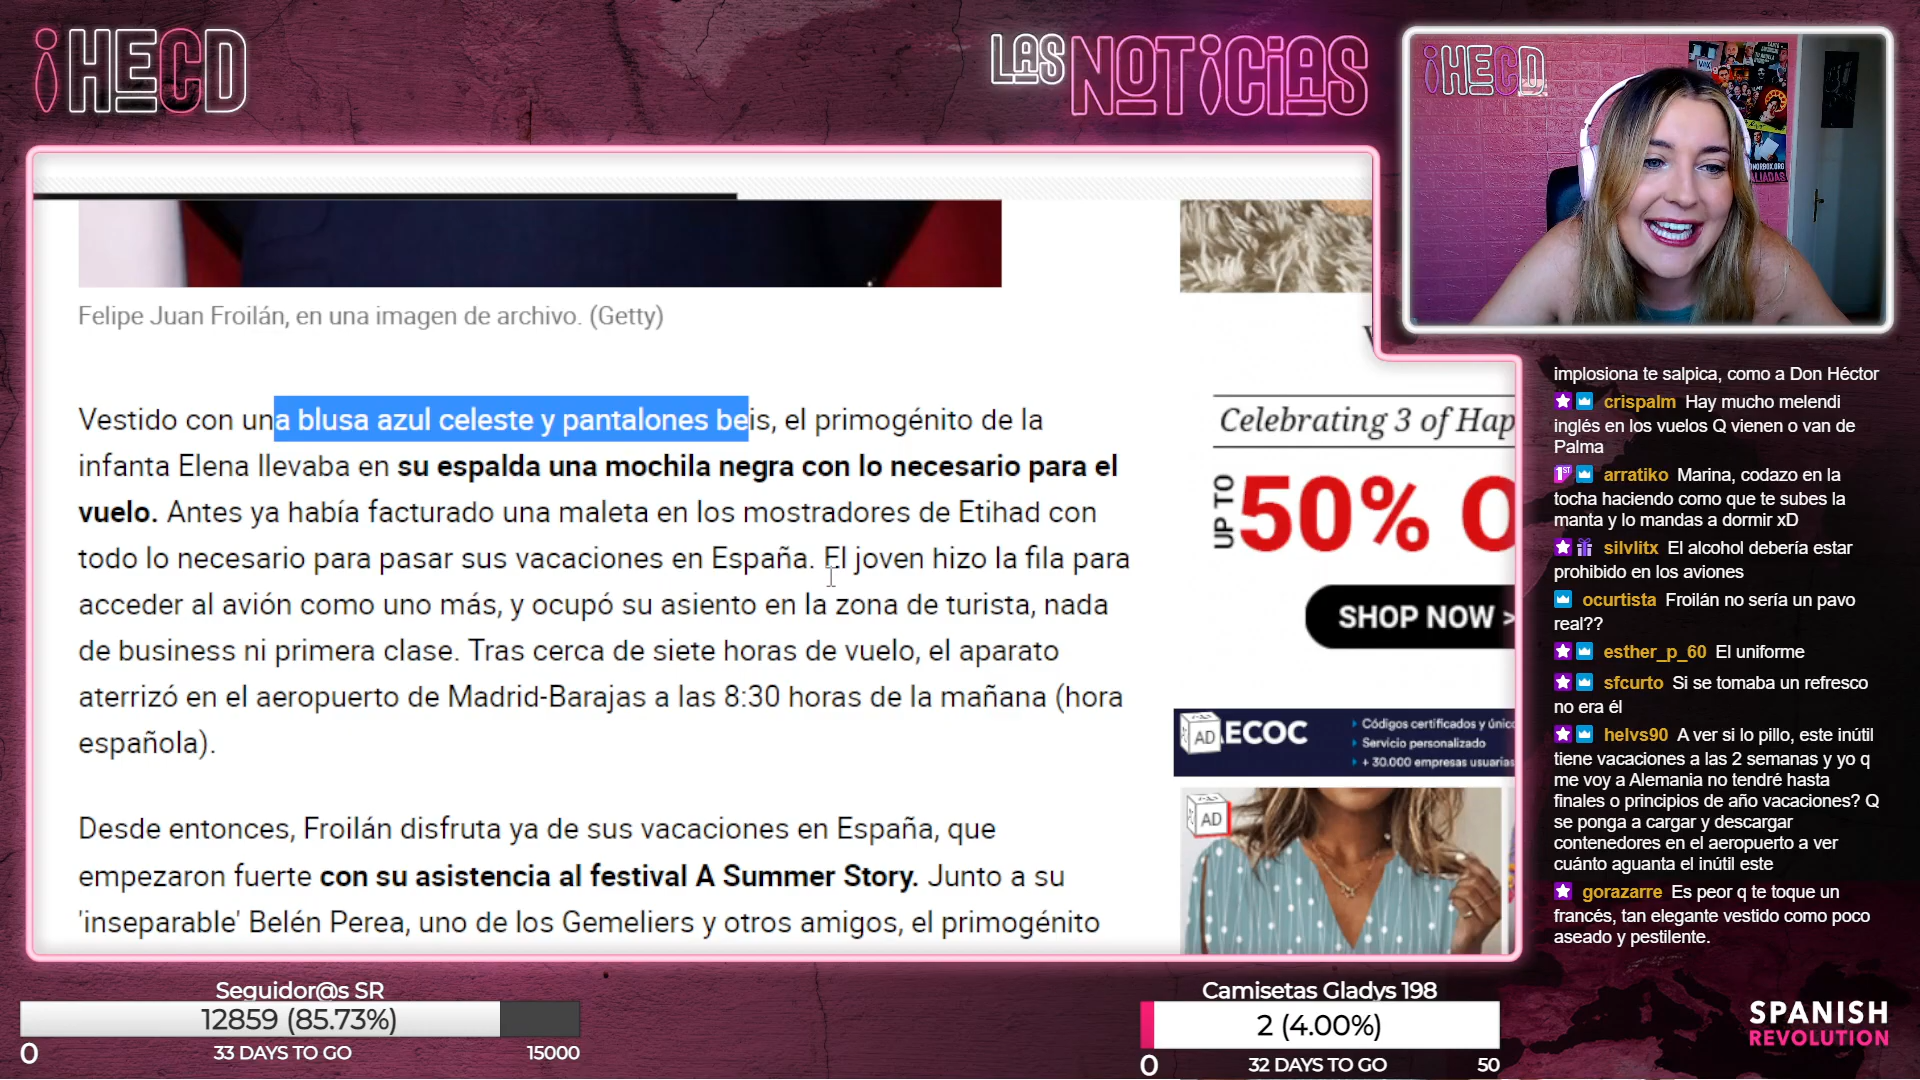 ¡HECD
LAS NOTICIAS
¡HECD
Felipe Juan Froilán, en una imagen de archivo. (Getty)
Vestido con una blusa azul celeste y pantalones beis, el primogénito de la
infanta Elena llevaba en su espalda una mochila negra con lo necesario para el
vuelo. Antes ya había facturado una maleta en los mostradores de Etihad con
todo lo necesario para pasar sus vacaciones en España. El joven hizo la fila para
acceder al avión como uno más, y ocupó su asiento en la zona de turista, nada
de business ni primera clase. Tras cerca de siete horas de vuelo, el aparato
aterrizó en el aeropuerto de Madrid-Barajas a las 8:30 horas de la mañana (hora
española).
Desde entonces, Froilán disfruta ya de sus vacaciones en España, que
empezaron fuerte con su asistencia al festival A Summer Story. Junto a su
'inseparable' Belén Perea, uno de los Gemeliers y otros amigos, el primogénito
Celebrating 3 of Hap
UP TO
50% O
SHOP NOW >
AD
ECOC
Códigos certificados y únic
Servicio personalizado
+ 30.000 empresas usuarias
AD
implosiona te salpica, como a Don Héctor
crispalm Hay mucho melendi
inglés en los vuelos Q vienen o van de
Palma
1ST arratiko Marina, codazo en la
tocha haciendo como que te subes la
manta y lo mandas a dormir xD
silvlitx El alcohol debería estar
prohibido en los aviones
ocurtista Froilán no sería un pavo
real??
esther_p_60 El uniforme
sfcurto Si se tomaba un refresco
no era él
helvs90 A ver si lo pillo, este inútil
tiene vacaciones a las 2 semanas y yo q
me voy a Alemania no tendré hasta
finales o principios de año vacaciones? Q
se ponga a cargar y descargar
contenedores en el aeropuerto a ver
cuánto aguanta el inútil este
gorazarre Es peor q te toque un
francés, tan elegante vestido como poco
aseado y pestilente.
Seguidor@s SR
12859 (85.73%)
0
33 DAYS TO GO
15000
Camisetas Gladys 198
2 (4.00%)
0
32 DAYS TO GO
50
SPANISH
REVOLUTION